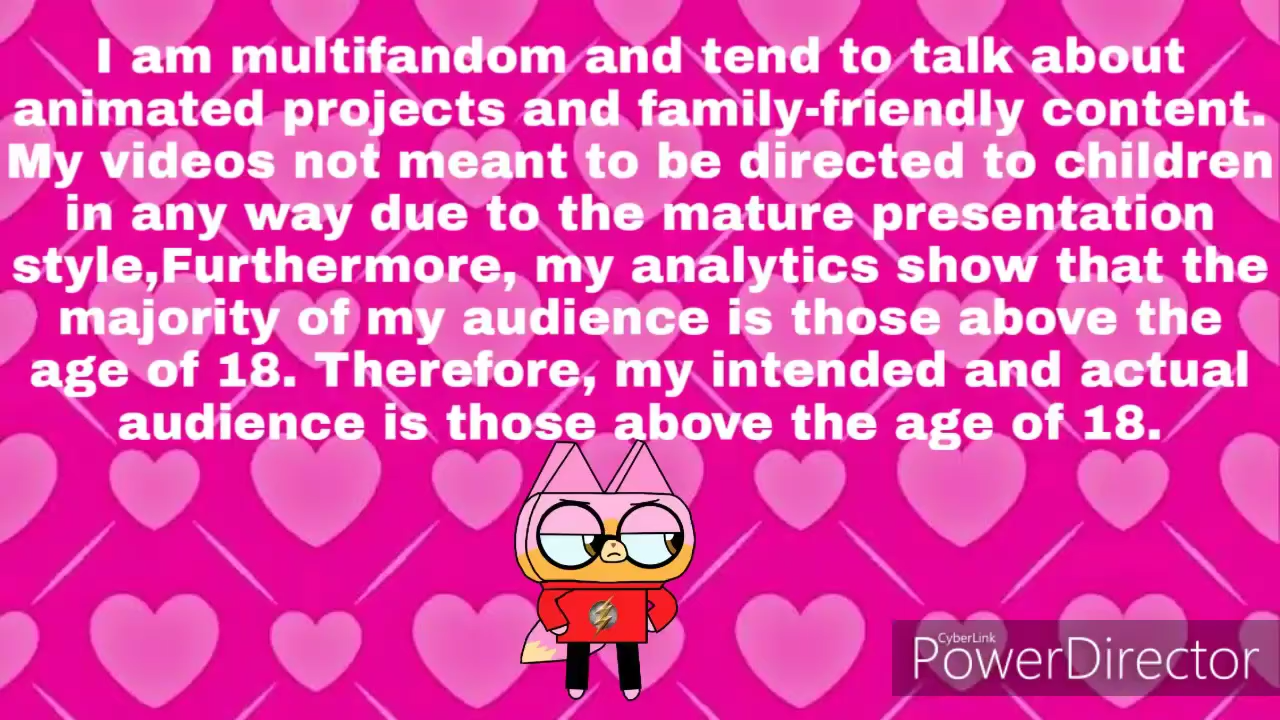 I am multifandom and tend to talk about
animated projects and family-friendly content.
My videos not meant to be directed to children
in any way due to the mature presentation
style,Furthermore, my analytics show that the
majority of my audience is those above the
age of 18. Therefore, my intended and actual
audience is those above the age of 18.
CyberLink
PowerDirector